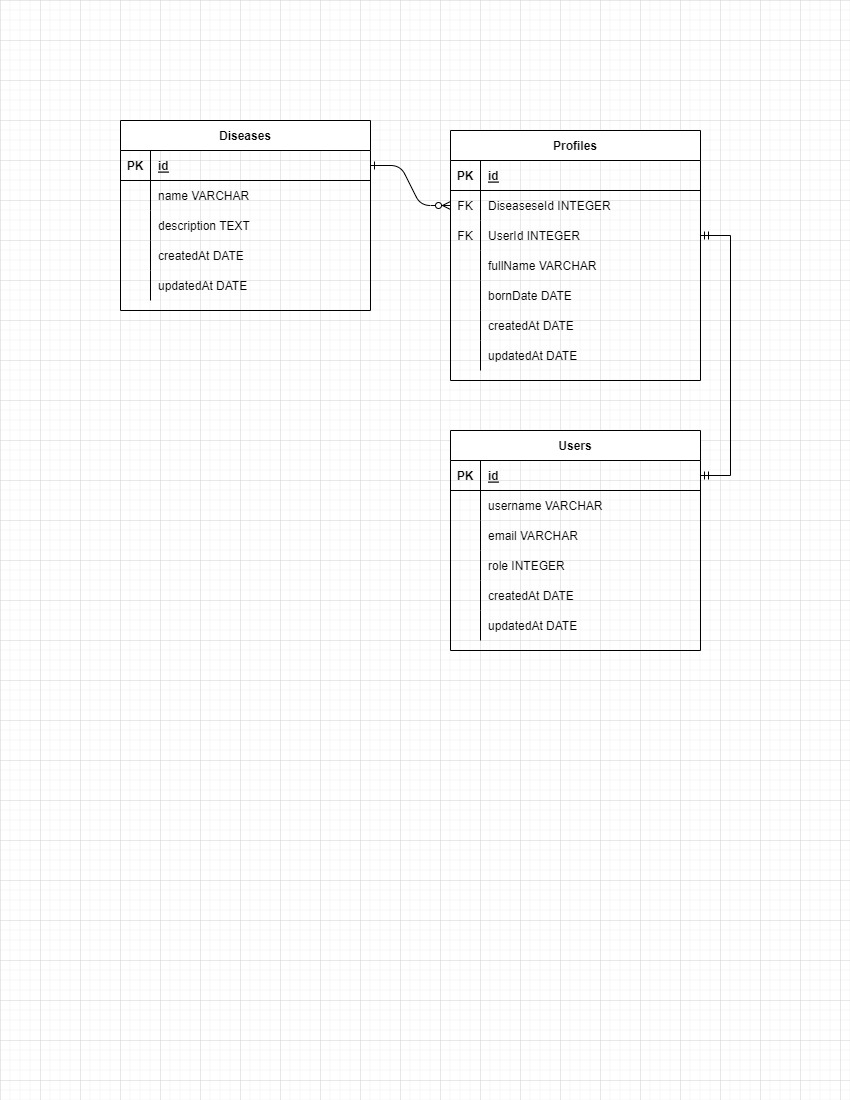 Diseases
PK id
name VARCHAR
description TEXT
createdAt DATE
updatedAt DATE
Profiles
PK id
FK DiseaseseId INTEGER
FK UserId INTEGER
fullName VARCHAR
bornDate DATE
createdAt DATE
updatedAt DATE
Users
PK id
username VARCHAR
email VARCHAR
role INTEGER
createdAt DATE
updatedAt DATE